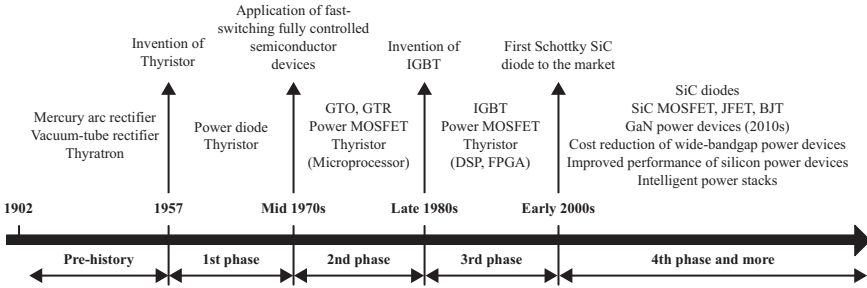 Invention of
Thyristor
Application of fast-
switching fully controlled
semiconductor
devices
Invention of
IGBT
First Schottky SiC
diode to the market
Mercury arc rectifier
Vacuum-tube rectifier
Thyratron
Power diode
Thyristor
GTO, GTR
Power MOSFET
Thyristor
(Microprocessor)
IGBT
Power MOSFET
Thyristor
(DSP, FPGA)
SiC diodes
SiC MOSFET, JFET, BJT
GaN power devices (2010s)
Cost reduction of wide-bandgap power devices
Improved performance of silicon power devices
Intelligent power stacks
1902
1957
Mid 1970s
Late 1980s
Early 2000s
Pre-history
1st phase
2nd phase
3rd phase
4th phase and more